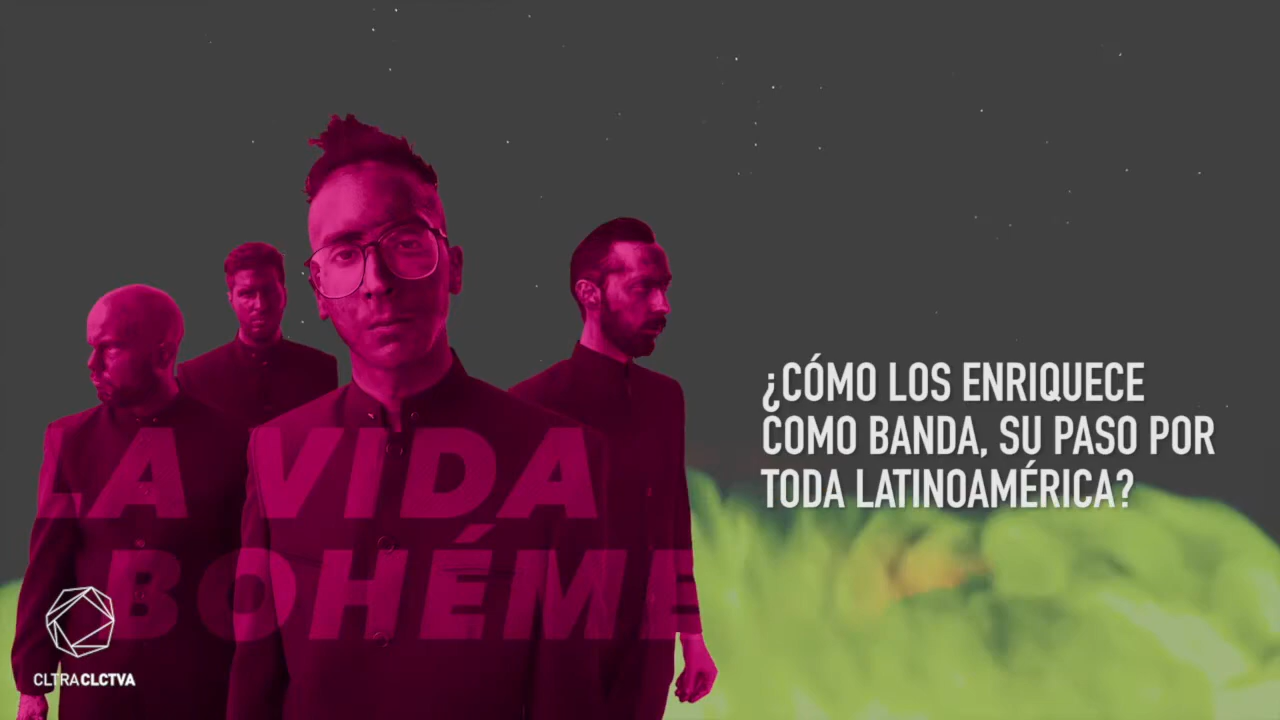 LA VIDA
BOHÉME
¿CÓMO LOS ENRIQUECE
COMO BANDA, SU PASO POR
TODA LATINOAMÉRICA?
CLTRACLCTVA